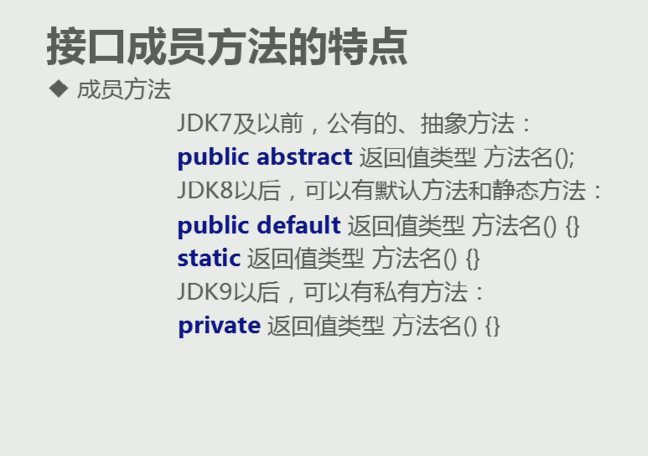 接口成员方法的特点
◆ 成员方法
JDK7及以前，公有的、抽象方法：
public abstract 返回值类型 方法名();
JDK8以后，可以有默认方法和静态方法：
public default 返回值类型 方法名() {}
static 返回值类型 方法名() {}
JDK9以后，可以有私有方法：
private 返回值类型 方法名() {}